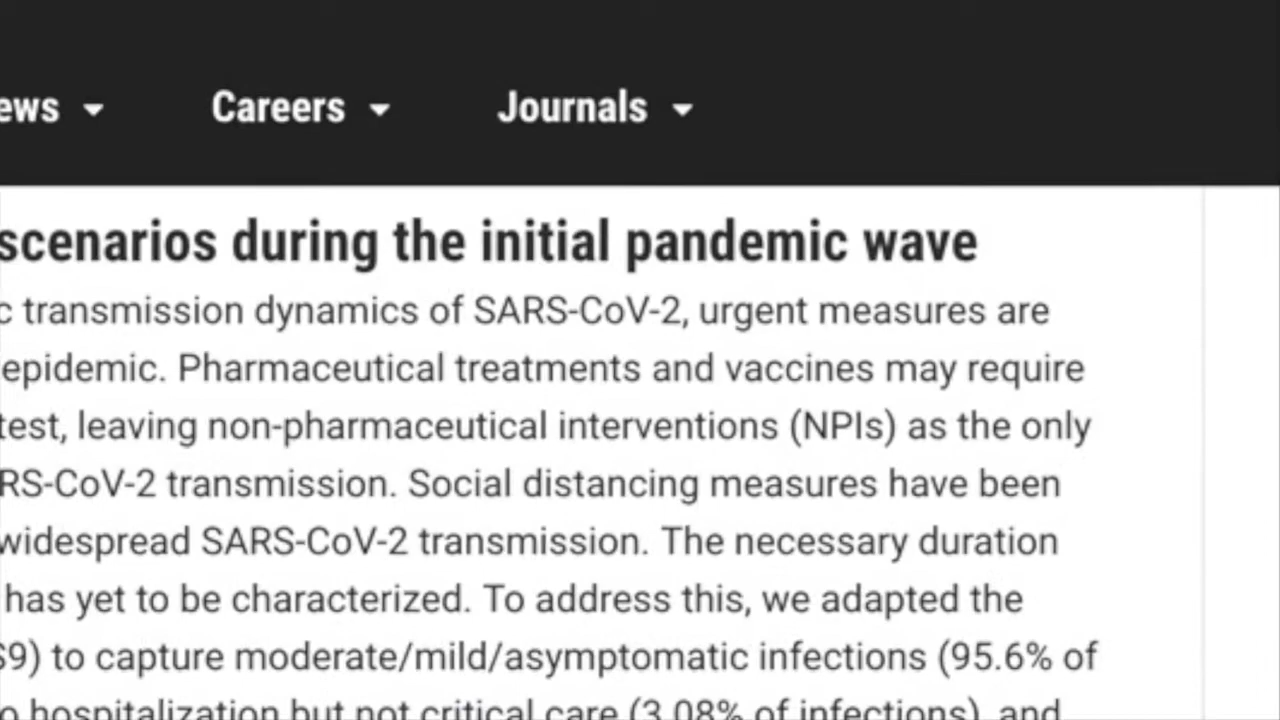 ews Careers Journals
scenarios during the initial pandemic wave
c transmission dynamics of SARS-CoV-2, urgent measures are
epidemic. Pharmaceutical treatments and vaccines may require
test, leaving non-pharmaceutical interventions (NPIs) as the only
RS-CoV-2 transmission. Social distancing measures have been
widespread SARS-CoV-2 transmission. The necessary duration
has yet to be characterized. To address this, we adapted the
S9) to capture moderate/mild/asymptomatic infections (95.6% of
o hospitalization but not critical care (3.08% of infections), and